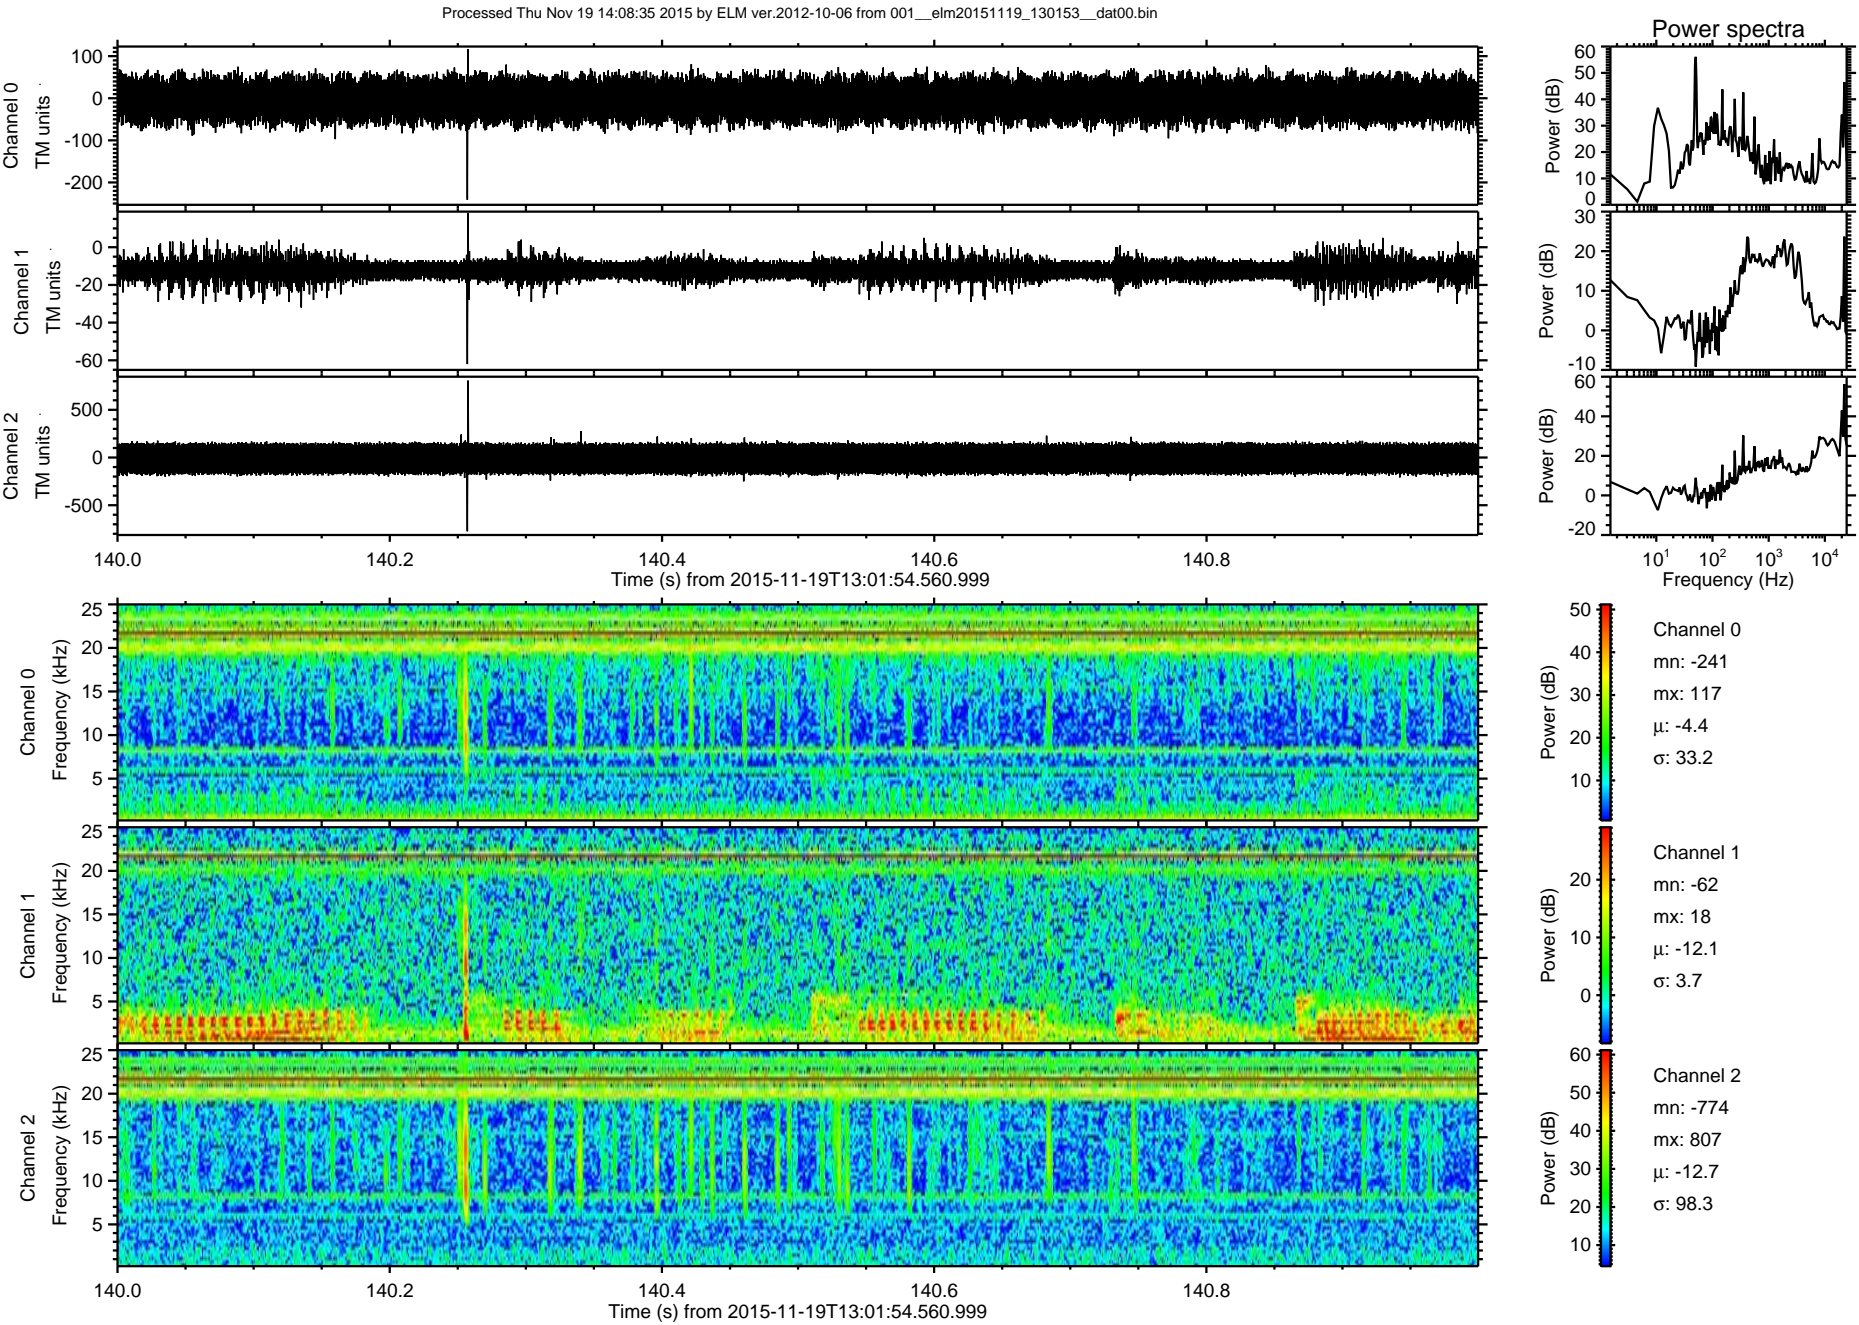 Processed Thu Nov 19 14:08:35 2015 by ELM ver.2012-10-06 from 001__elm20151119_130153__dat00.bin
Power spectra
Channel 0
TM units
100
0
-100
-200
Power (dB)
60
50
40
30
20
10
0
Channel 1
TM units
0
-20
-40
-60
Power (dB)
30
20
10
0
-10
Channel 2
TM units
500
0
-500
Power (dB)
60
40
20
0
-20
140.0 140.2 140.4 140.6 140.8
Time (s) from 2015-11-19T13:01:54.560.999
10^1 10^2 10^3 10^4
Frequency (Hz)
Channel 0
Frequency (kHz)
25
20
15
10
5
Power (dB)
50
40
30
20
10
Channel 0
mn: -241
mx: 117
μ: -4.4
σ: 33.2
Channel 1
Frequency (kHz)
25
20
15
10
5
Power (dB)
20
10
0
Channel 1
mn: -62
mx: 18
μ: -12.1
σ: 3.7
Channel 2
Frequency (kHz)
25
20
15
10
5
Power (dB)
60
50
40
30
20
10
Channel 2
mn: -774
mx: 807
μ: -12.7
σ: 98.3
140.0 140.2 140.4 140.6 140.8
Time (s) from 2015-11-19T13:01:54.560.999